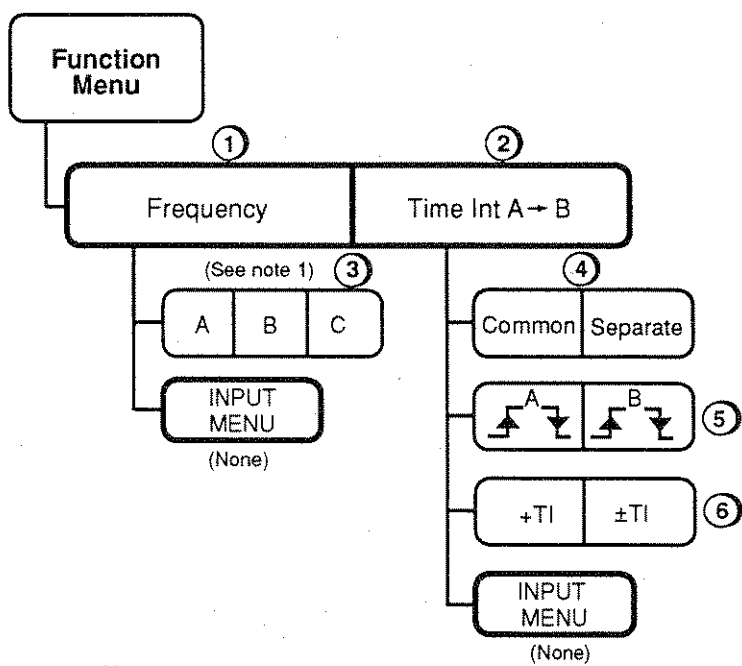 Function
Menu
1
2
Frequency
Time Int A→ B
(See note 1)
3
4
A
B
C
Common
Separate
INPUT
MENU
(None)
A
B
5
+TI
±TI
6
INPUT
MENU
(None)